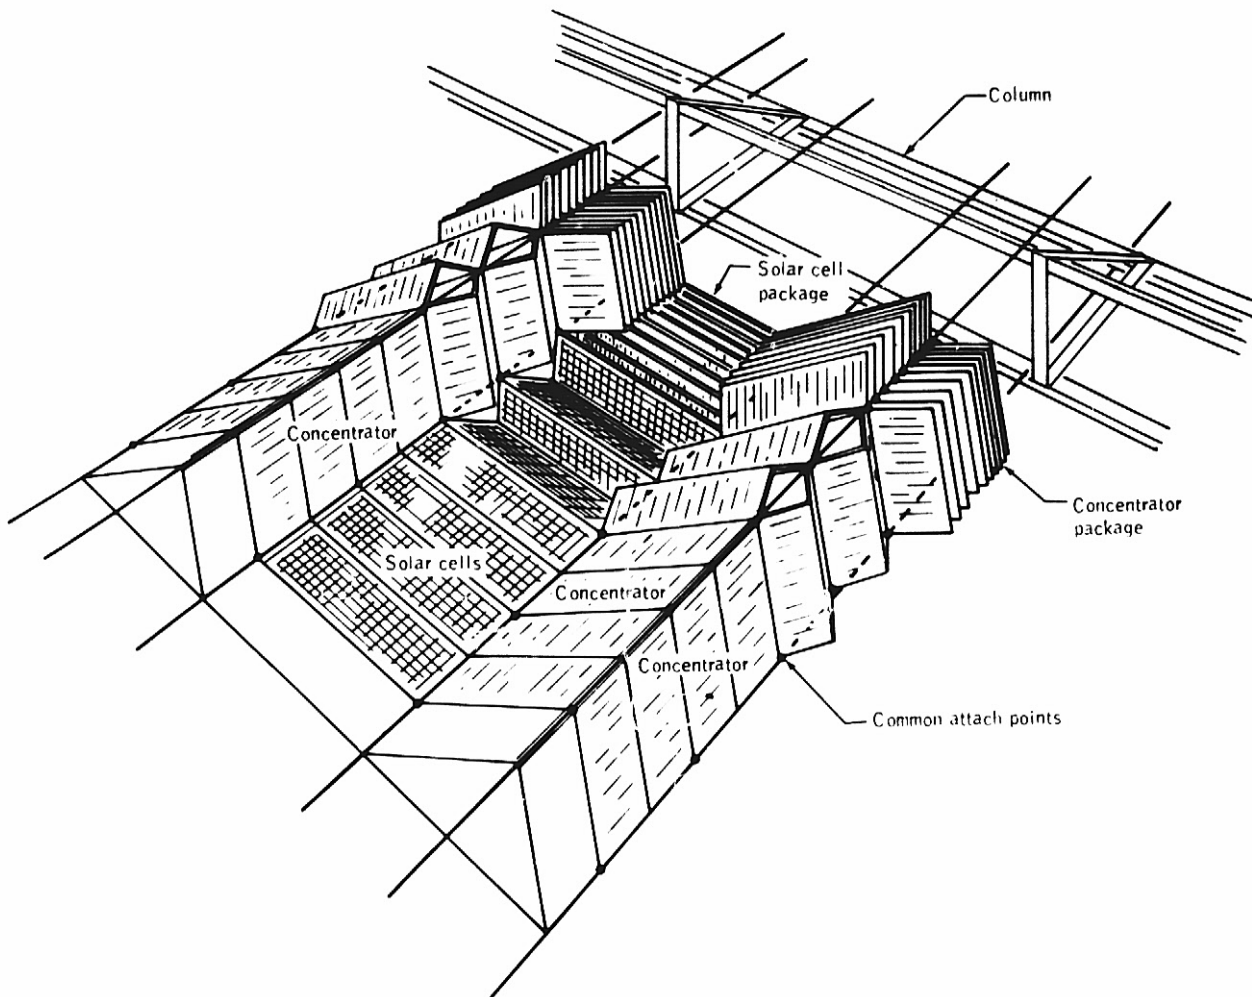 Column
Solar cell
package
Concentrator
Concentrator
package
Solar cells
Concentrator
Concentrator
Common attach points